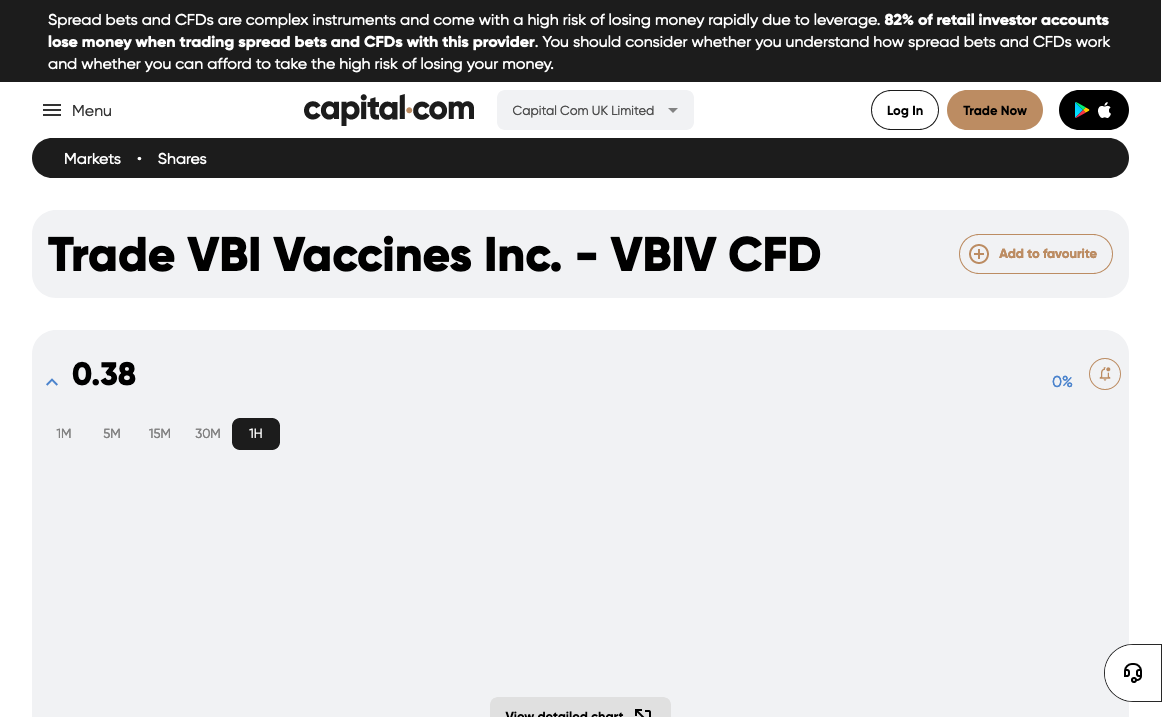 Spread bets and CFDs are complex instruments and come with a high risk of losing money rapidly due to leverage. 82% of retail investor accounts
lose money when trading spread bets and CFDs with this provider. You should consider whether you understand how spread bets and CFDs work
and whether you can afford to take the high risk of losing your money.
Menu
capital.com
Capital Com UK Limited
Log In
Trade Now
Markets • Shares
Trade VBI Vaccines Inc. - VBIV CFD
Add to favourite
0.38
0%
1M 5M 15M 30M 1H
View detailed chart